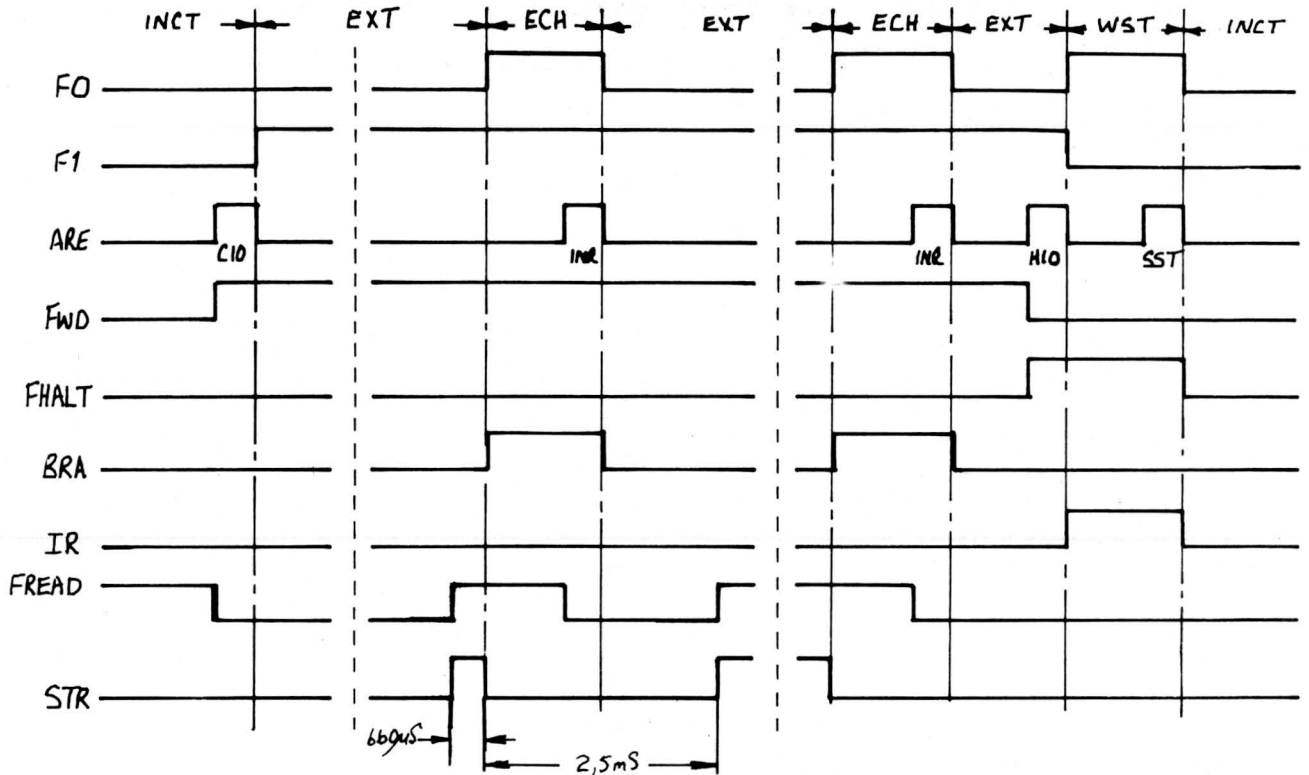 INCT EXT ECH EXT ECH EXT WST INCT
FO
F1
ARE
CIO INR INR HIO SST
FWD
FHALT
BRA
IR
FREAD
STR
660µS
2,5mS